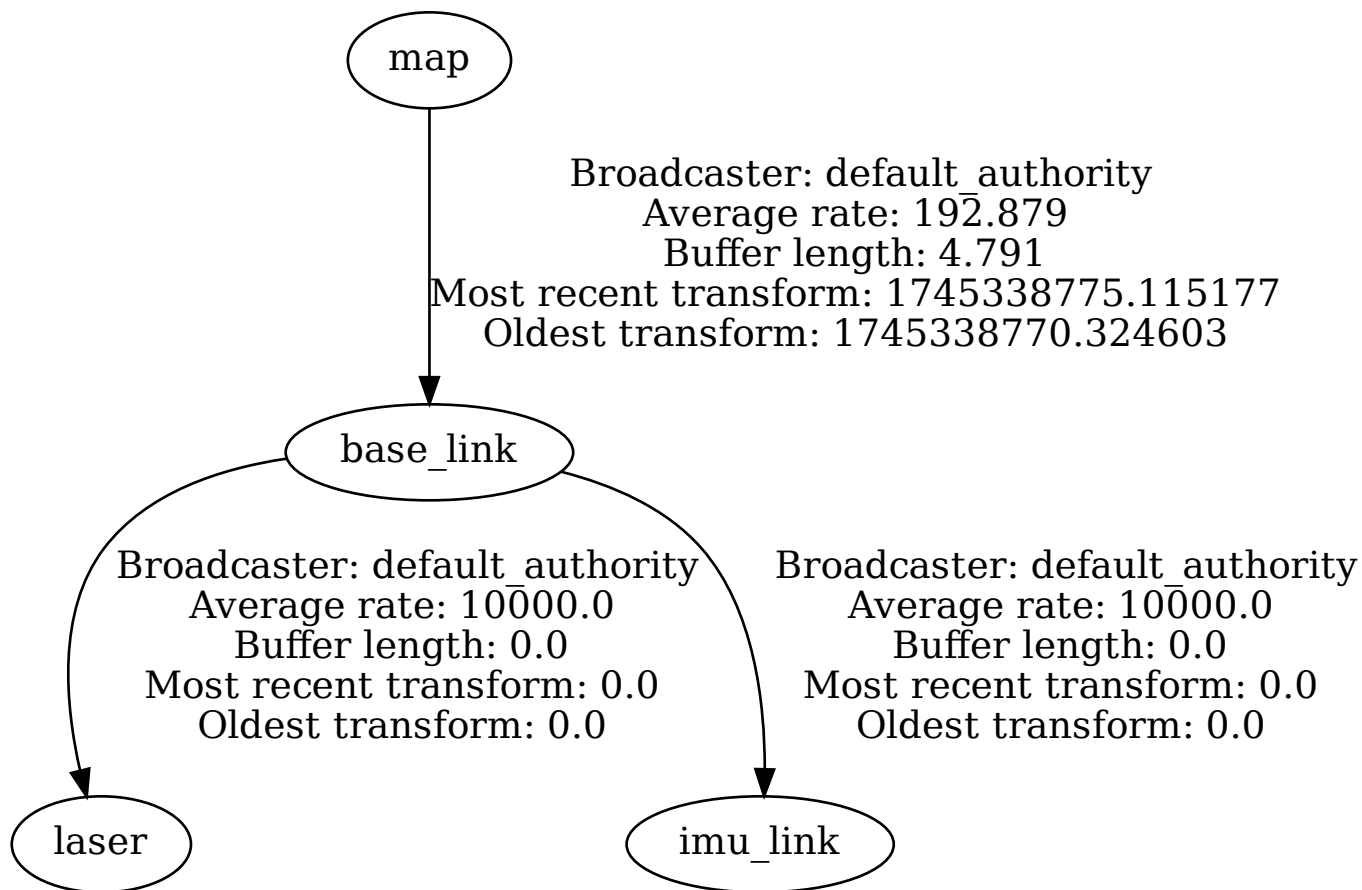 map
Broadcaster: default_authority
Average rate: 192.879
Buffer length: 4.791
Most recent transform: 1745338775.115177
Oldest transform: 1745338770.324603
base_link
Broadcaster: default_authority
Average rate: 10000.0
Buffer length: 0.0
Most recent transform: 0.0
Oldest transform: 0.0
Broadcaster: default_authority
Average rate: 10000.0
Buffer length: 0.0
Most recent transform: 0.0
Oldest transform: 0.0
laser
imu_link